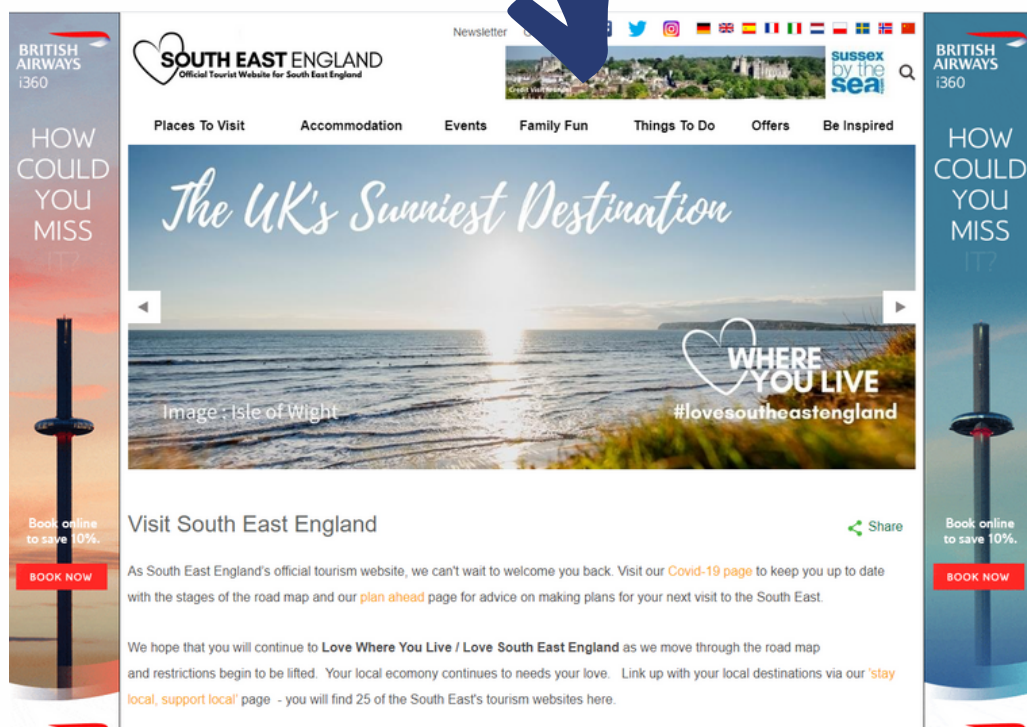 BRITISH
AIRWAYS
i360
HOW
COULD
YOU
MISS
IT?
Book online
to save 10%.
BOOK NOW
Newsletter
SOUTH EAST ENGLAND
Official Tourist Website for South East England
sussex
by the
sea
Places To Visit Accommodation Events Family Fun Things To Do Offers Be Inspired
The UK's Sunniest Destination
WHERE
YOU LIVE
#lovesoutheastengland
Image : Isle of Wight
Visit South East England
Share
As South East England's official tourism website, we can't wait to welcome you back. Visit our Covid-19 page to keep you up to date
with the stages of the road map and our plan ahead page for advice on making plans for your next visit to the South East.
We hope that you will continue to Love Where You Live / Love South East England as we move through the road map
and restrictions begin to be lifted. Your local ecomony continues to needs your love. Link up with your local destinations via our 'stay
local, support local' page - you will find 25 of the South East's tourism websites here.
BRITISH
AIRWAYS
i360
HOW
COULD
YOU
MISS
IT?
Book online
to save 10%.
BOOK NOW